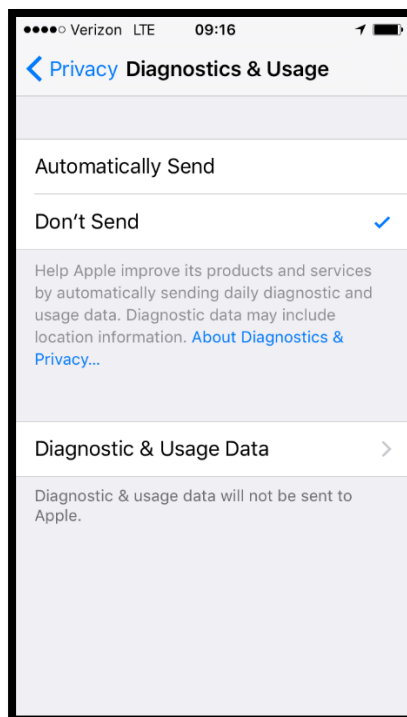 Verizon LTE 09:16
Privacy Diagnostics & Usage
Automatically Send
Don't Send
Help Apple improve its products and services
by automatically sending daily diagnostic and
usage data. Diagnostic data may include
location information. About Diagnostics &
Privacy...
Diagnostic & Usage Data
Diagnostic & usage data will not be sent to
Apple.